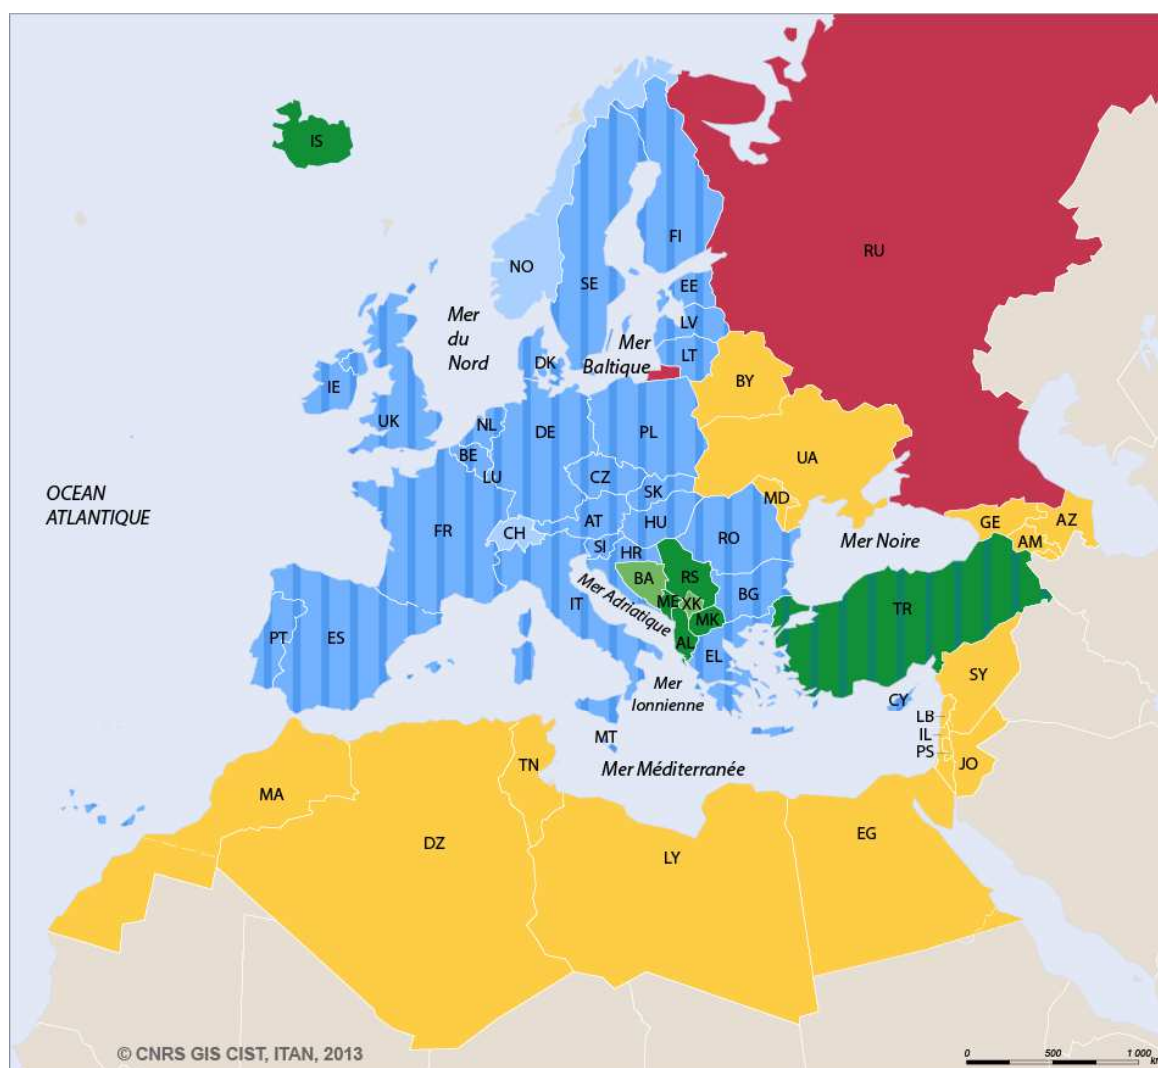 IS
RU
FI
NO
SE
EE
Mer
du
Nord
LV
Mer
Baltique
DK
LT
IE
BY
UK
NL
DE
PL
BE
UA
LU
CZ
SK
MD
OCEAN
ATLANTIQUE
FR
CH
AT
HU
RO
Mer Noire
GE
AZ
AM
SI
HR
BA
RS
BG
Mer Adriatique
ME
XK
MK
TR
IT
PT
ES
AL
EL
Mer
Ionnienne
SY
CY
LB
IL
PS
JO
MT
Mer Méditerranée
TN
MA
DZ
LY
EG
© CNRS GIS CIST, ITAN, 2013
0 500 1 000